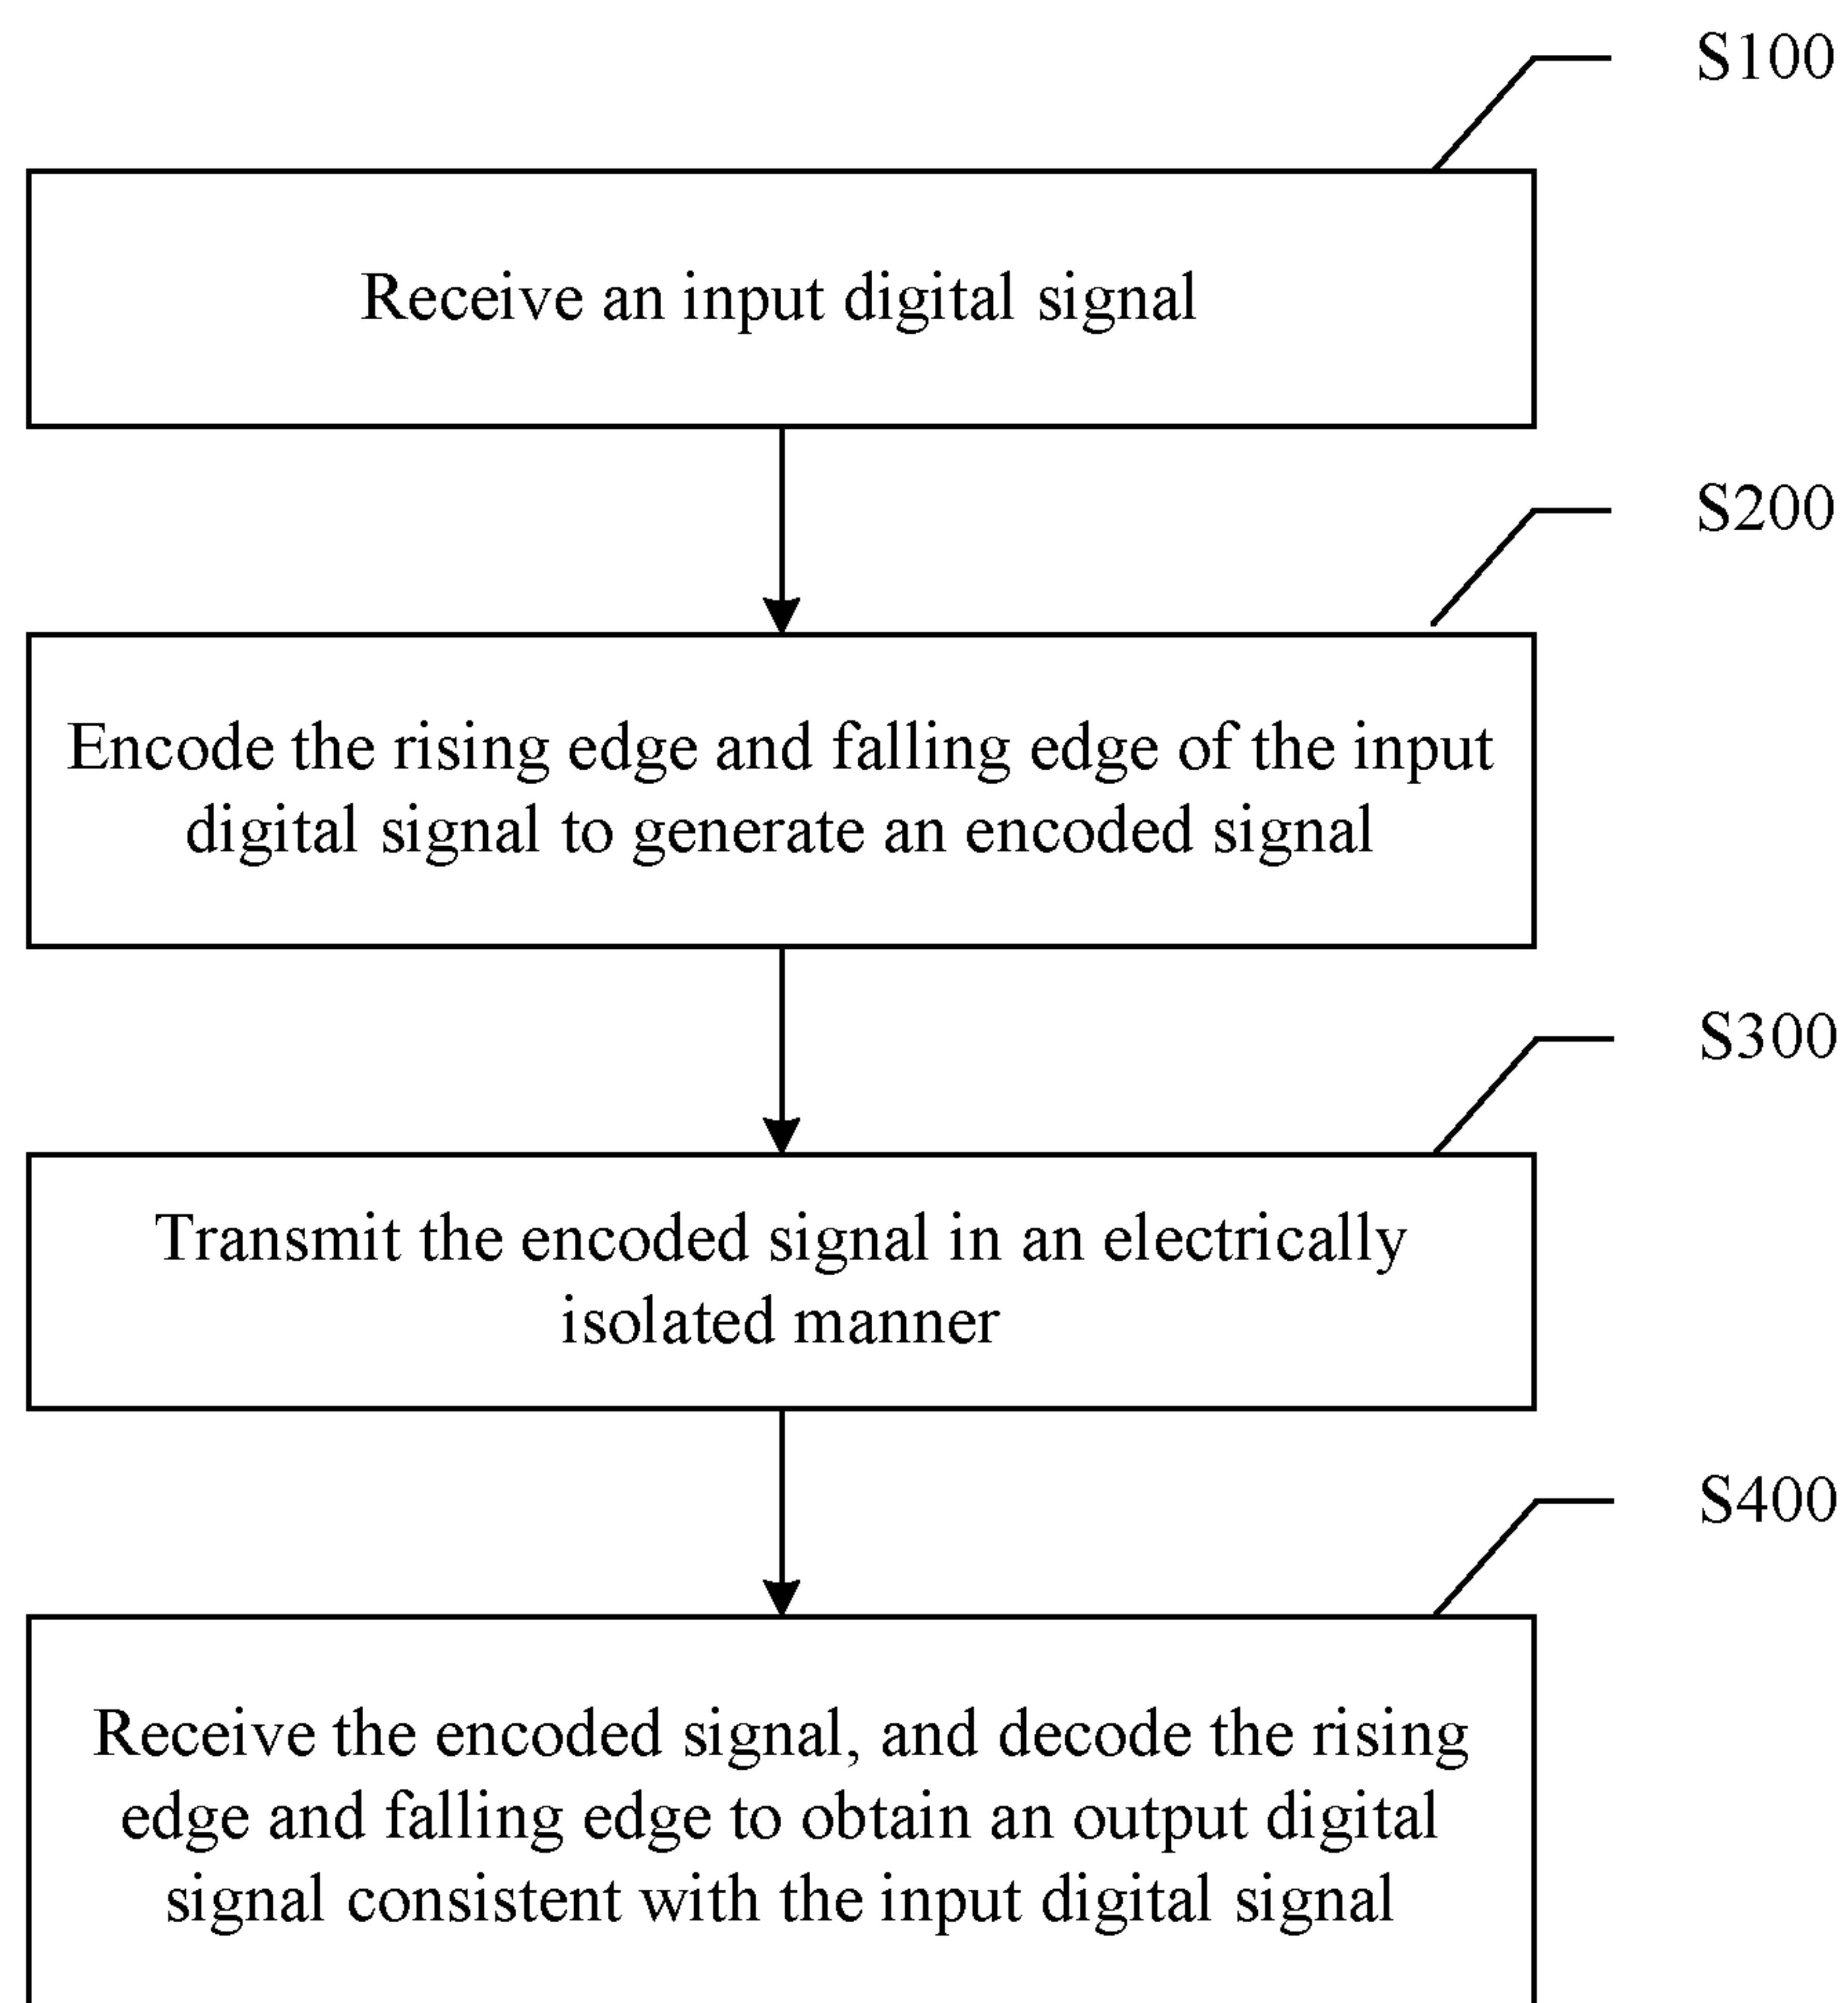 S100
Receive an input digital signal
S200
Encode the rising edge and falling edge of the input
digital signal to generate an encoded signal
S300
Transmit the encoded signal in an electrically
isolated manner
S400
Receive the encoded signal, and decode the rising
edge and falling edge to obtain an output digital
signal consistent with the input digital signal